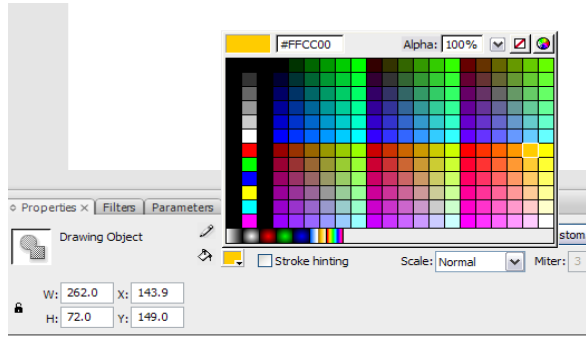 #FFCC00 Alpha: 100%
Properties × Filters Parameters
Drawing Object
stom
Stroke hinting Scale: Normal Miter: 3
W: 262.0 X: 143.9
H: 72.0 Y: 149.0